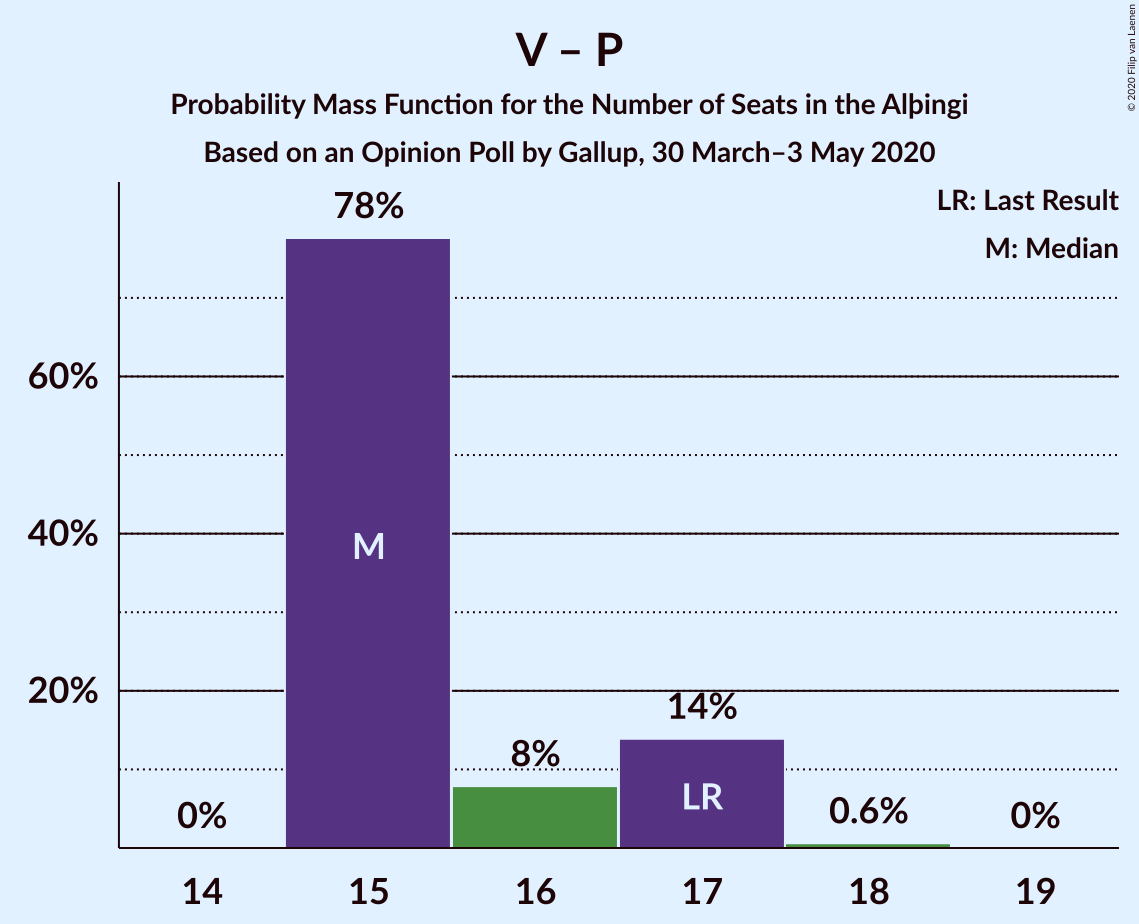 V – P
Probability Mass Function for the Number of Seats in the Alþingi
Based on an Opinion Poll by Gallup, 30 March–3 May 2020
© 2020 Filip van Laenen
LR: Last Result
M: Median
78%
60%
40%
20%
M
0%
8%
14%
LR
0.6%
0%
14 15 16 17 18 19